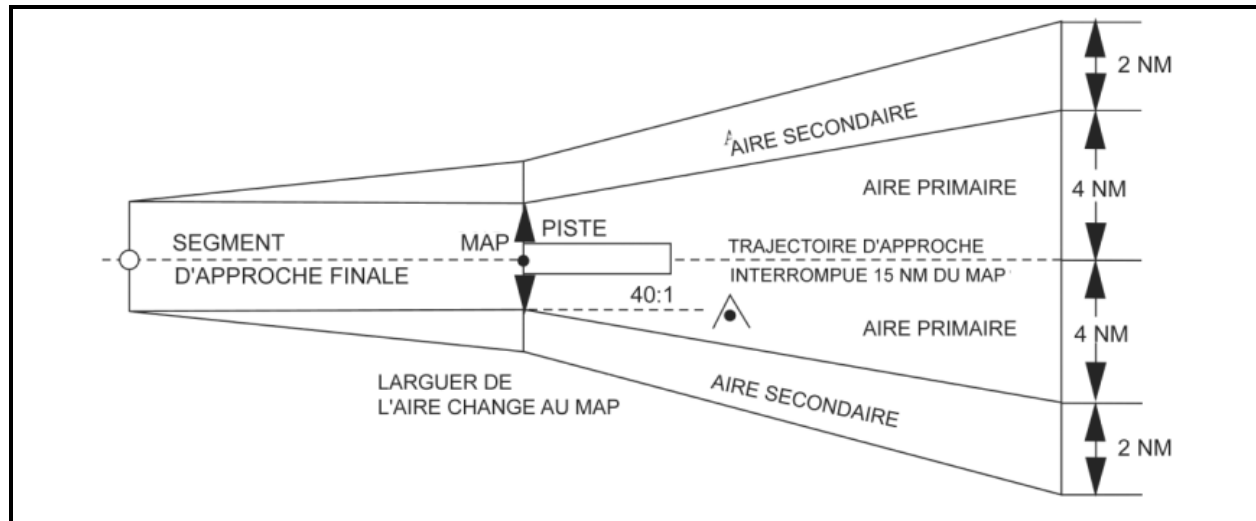 2 NM
AIRE SECONDAIRE
AIRE PRIMAIRE
4 NM
SEGMENT
D'APPROCHE FINALE
MAP
PISTE
TRAJECTOIRE D'APPROCHE
INTERROMPUE 15 NM DU MAP
40:1
AIRE PRIMAIRE
4 NM
LARGUER DE
L'AIRE CHANGE AU MAP
AIRE SECONDAIRE
2 NM